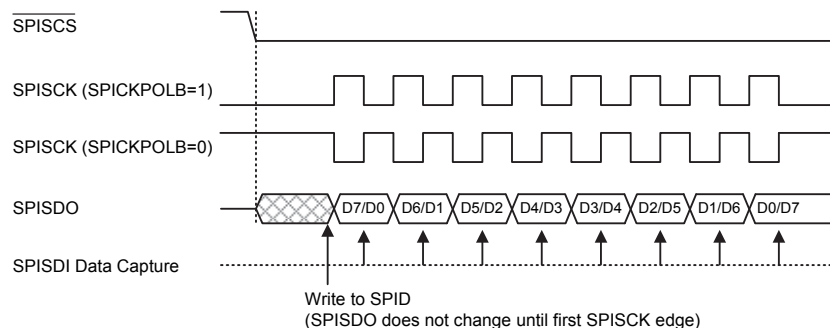 SPISCS
SPISCK (SPICKPOLB=1)
SPISCK (SPICKPOLB=0)
SPISDO
D7/D0 D6/D1 D5/D2 D4/D3 D3/D4 D2/D5 D1/D6 D0/D7
SPISDI Data Capture
Write to SPID
(SPISDO does not change until first SPISCK edge)